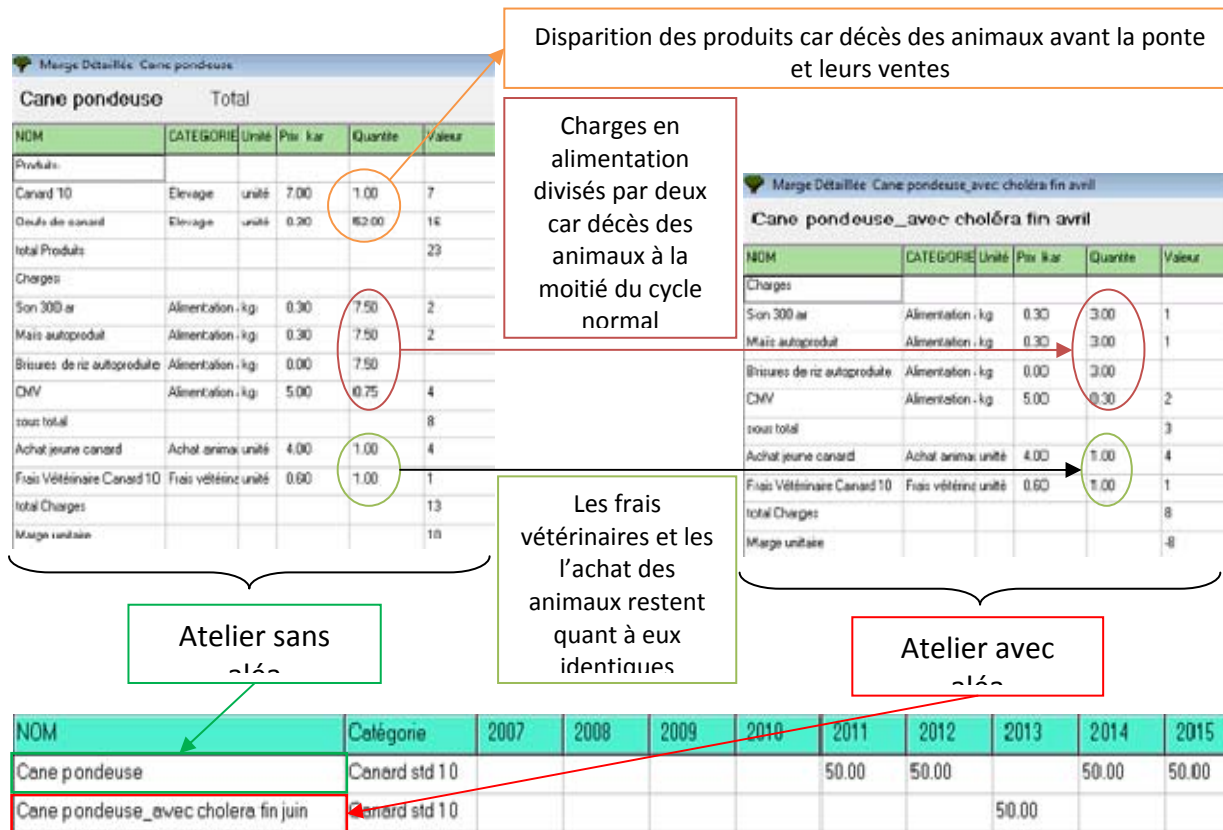 Disparition des produits car décès des animaux avant la ponte
et leurs ventes
Marge Détaillée Cane pondeuse
Cane pondeuse Total
NOM CATEGORIE Unité Prix kar Quantite Valeur
Produits
Canard 10 Elevage unité 7.00 1.00 7
Oeufs de canard Elevage unité 0.30 52.00 16
total Produits 23
Charges
Son 300 ar Alimentation . kg 0.30 7.50 2
Maïs autoproduit Alimentation . kg 0.30 7.50 2
Brisures de riz autoproduite Alimentation . kg 0.00 7.50
CMV Alimentation . kg 5.00 0.75 4
sous total 8
Achat jeune canard Achat animau unité 4.00 1.00 4
Frais Vétérinaire Canard 10 Frais vétérina unité 0.60 1.00 1
total Charges 13
Marge unitaire 10
Charges en
alimentation
divisés par deux
car décès des
animaux à la
moitié du cycle
normal
Marge Détaillée Cane pondeuse_avec choléra fin avril
Cane pondeuse_avec choléra fin avril
NOM CATEGORIE Unité Prix kar Quantite Valeur
Charges
Son 300 ar Alimentation . kg 0.30 3.00 1
Maïs autoproduit Alimentation . kg 0.30 3.00 1
Brisures de riz autoproduite Alimentation . kg 0.00 3.00
CMV Alimentation . kg 5.00 0.30 2
sous total 3
Achat jeune canard Achat animau unité 4.00 1.00 4
Frais Vétérinaire Canard 10 Frais vétérina unité 0.60 1.00 1
total Charges 8
Marge unitaire -8
Les frais
vétérinaires et les
l'achat des
animaux restent
quant à eux
identiques
Atelier sans
aléa
Atelier avec
aléa
NOM Catégorie 2007 2008 2009 2010 2011 2012 2013 2014 2015
Cane pondeuse Canard std 10 50.00 50.00 50.00 50.00
Cane pondeuse_avec cholera fin juin Canard std 10 50.00